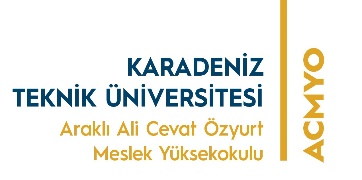 KARADENİZ
TEKNİK ÜNİVERSİTESİ
Araklı Ali Cevat Özyurt
Meslek Yüksekokulu
ACMYO